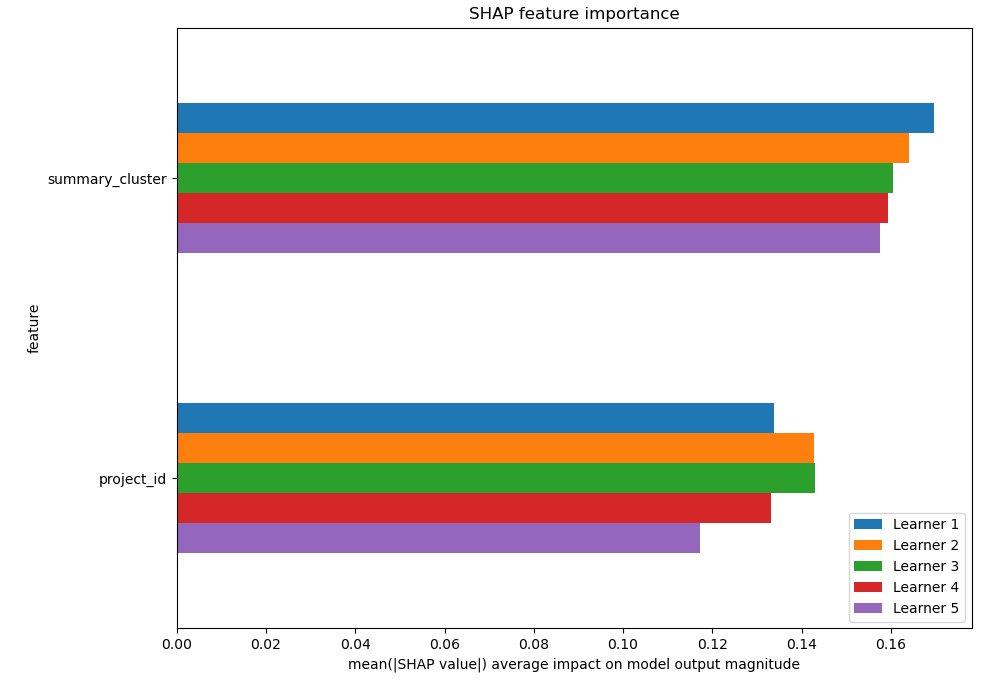 SHAP feature importance
summary_cluster
feature
project_id
Learner 1
Learner 2
Learner 3
Learner 4
Learner 5
0.00 0.02 0.04 0.06 0.08 0.10 0.12 0.14 0.16
mean(|SHAP value|) average impact on model output magnitude